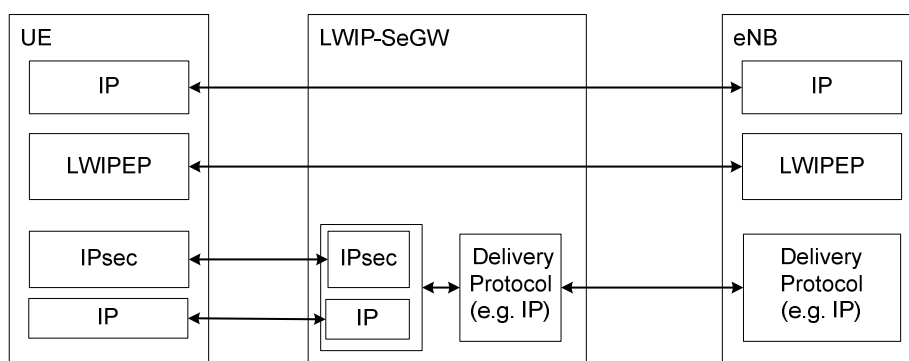 UE
LWIP-SeGW
eNB
IP
IP
LWIPEP
LWIPEP
IPsec
IPsec
Delivery
Protocol
(e.g. IP)
Delivery
Protocol
(e.g. IP)
IP
IP